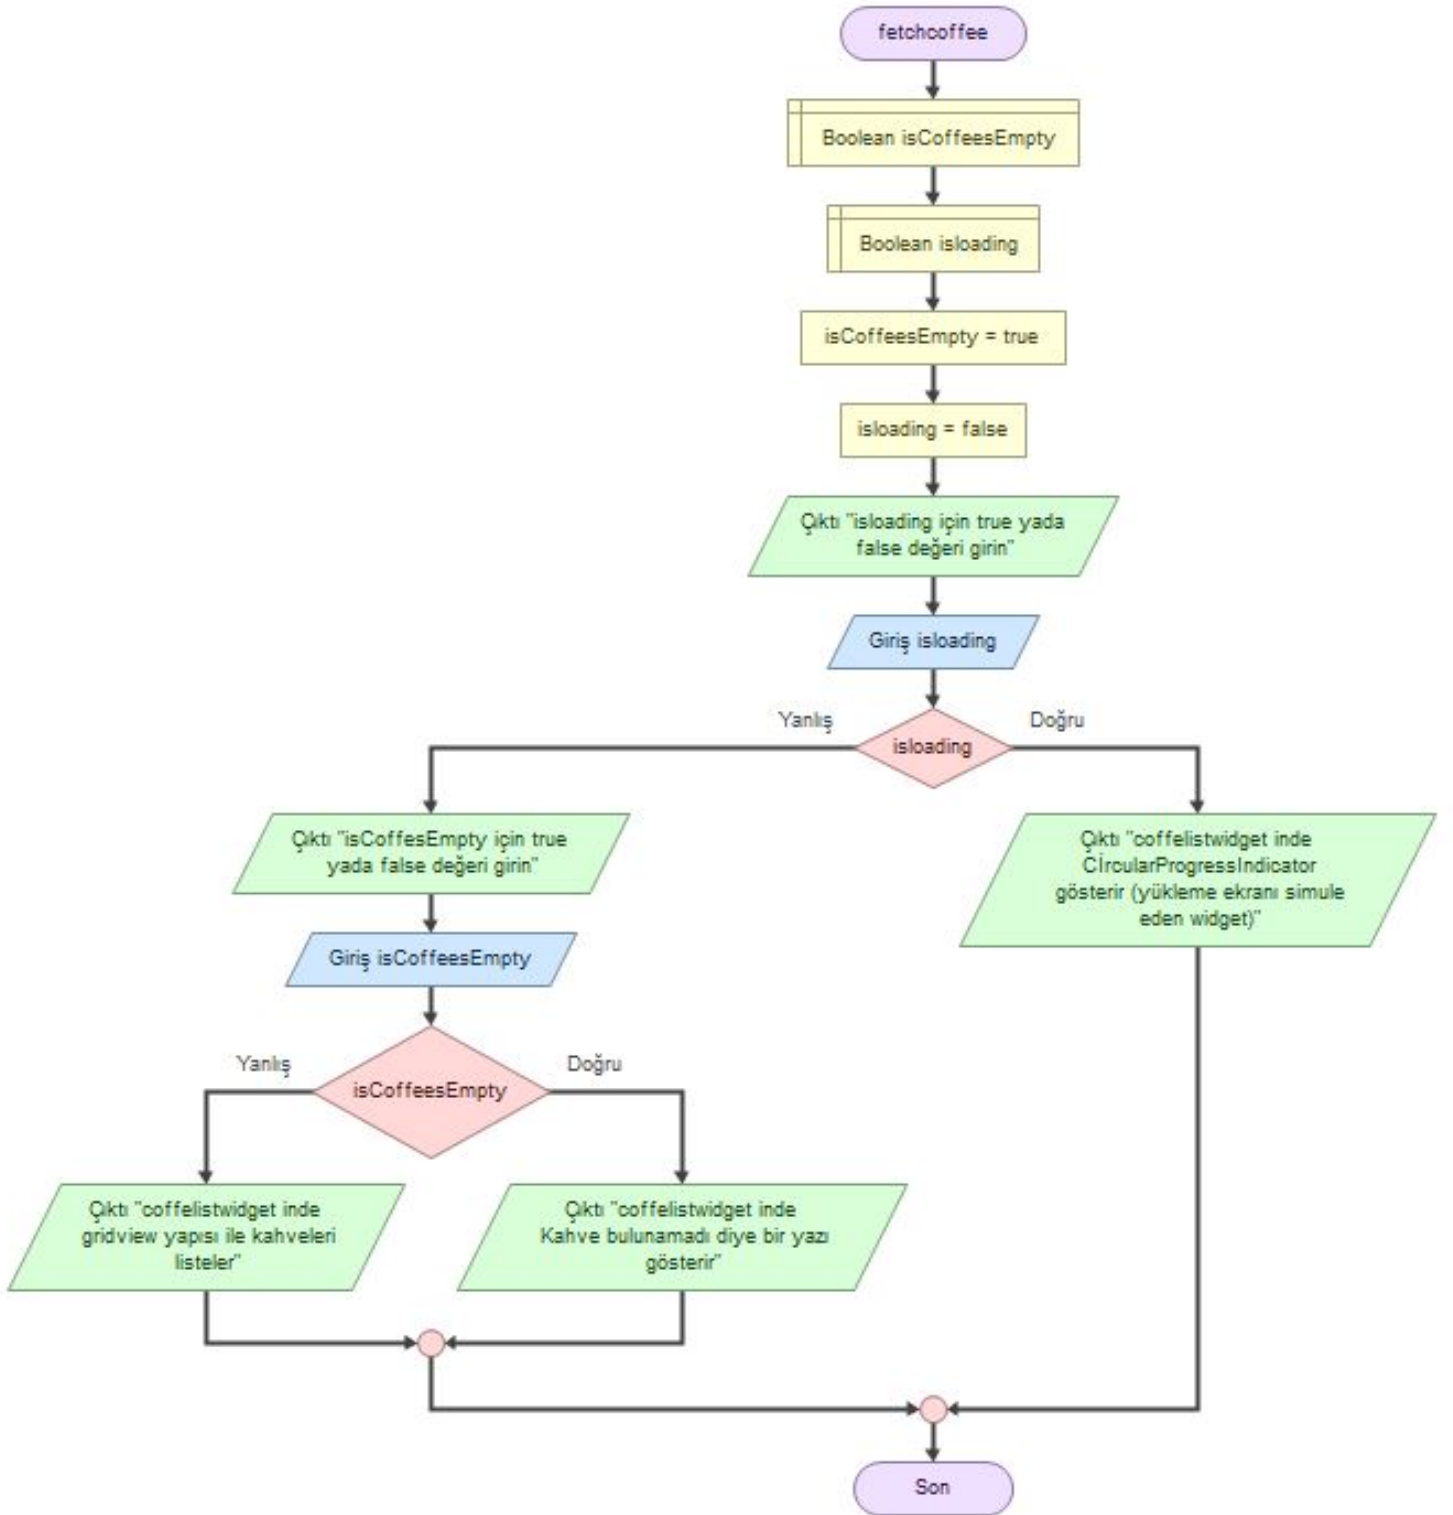 fetchcoffee
Boolean isCoffeesEmpty
Boolean isloading
isCoffeesEmpty = true
isloading = false
Çıktı "isloading için true yada
false değeri girin"
Giriş isloading
Yanlış
Doğru
isloading
Çıktı "isCoffesEmpty için true
yada false değeri girin"
Çıktı "coffelistwidget inde
CİrcularProgressIndicator
gösterir (yükleme ekranı simule
eden widget)"
Giriş isCoffeesEmpty
Yanlış
Doğru
isCoffeesEmpty
Çıktı "coffelistwidget inde
gridview yapısı ile kahveleri
listeler"
Çıktı "coffelistwidget inde
Kahve bulunamadı diye bir yazı
gösterir"
Son